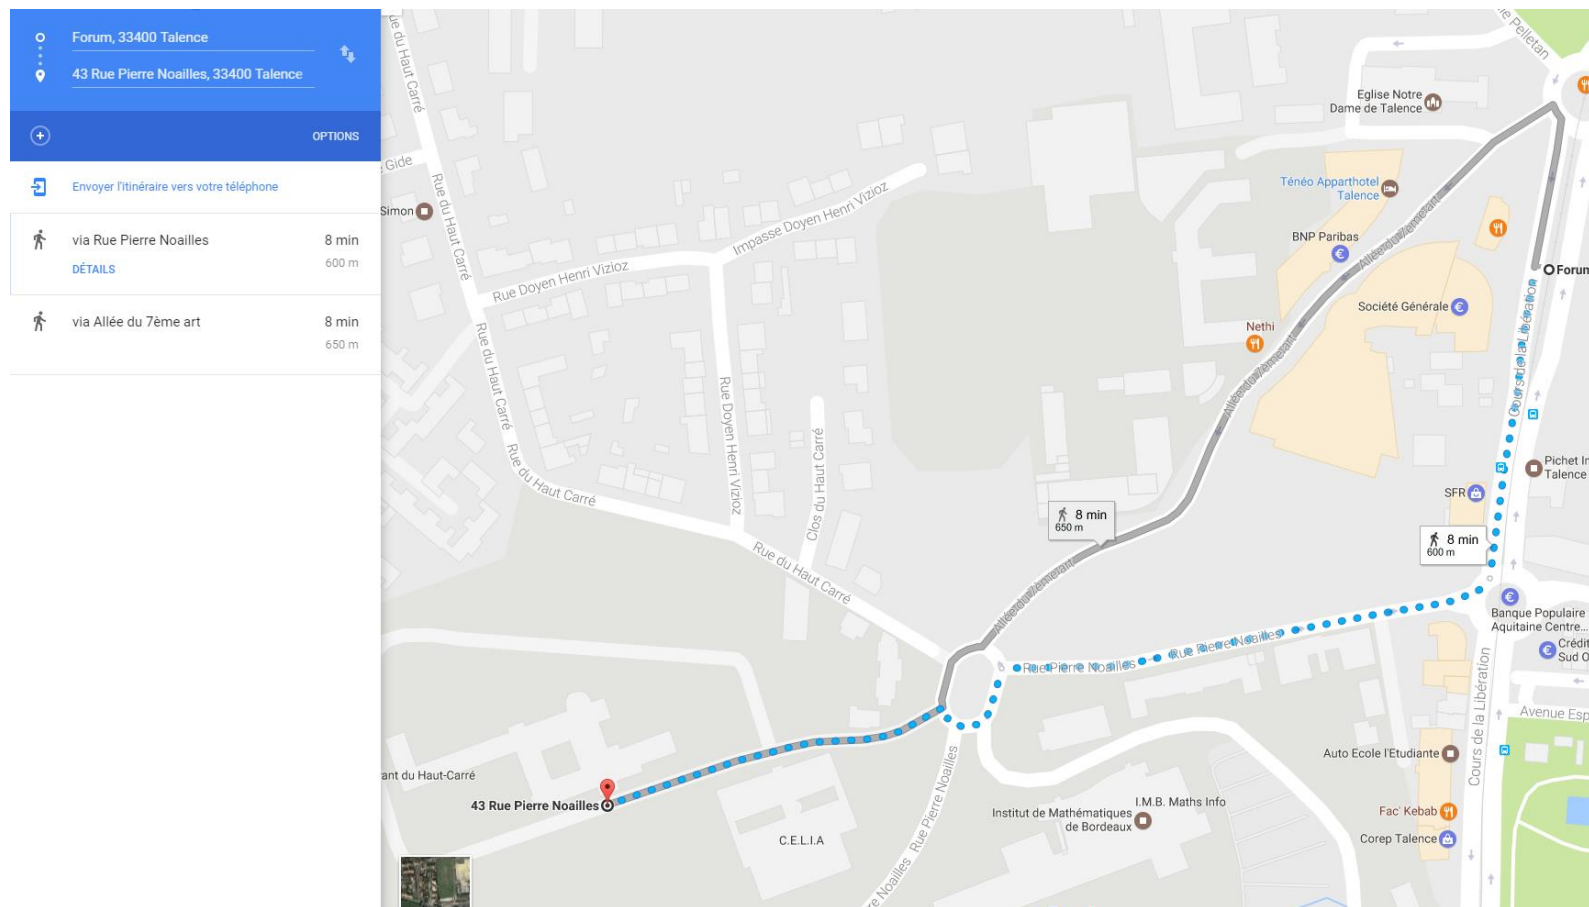 Forum, 33400 Talence
43 Rue Pierre Noailles, 33400 Talence
OPTIONS
Envoyer l'itinéraire vers votre téléphone
via Rue Pierre Noailles
8 min
600 m
DÉTAILS
via Allée du 7ème art
8 min
650 m
ue du Haut Carré
Pelletan
Eglise Notre
Dame de Talence
Gide
Simon
Rue du Haut Carré
Ténéo Apparthotel
Talence
Impasse Doyen Henri Vizioz
BNP Paribas
Rue Doyen Henri Vizioz
Forum
Société Générale
Cours de la Libération
Nethi
Rue du Haut Carré
Rue Doyen Henri Vizioz
Clos du Haut Carré
Rue du Haut Carré
Pichet
Talence
SFR
8 min
650 m
8 min
600 m
Rue du Haut Carré
Banque Populaire
Aquitaine Centre...
Crédit
Sud O
Rue Pierre Noailles
Rue Pierre Noailles
Cours de la Libération
Avenue Esp
Auto Ecole l'Etudiante
ant du Haut-Carré
43 Rue Pierre Noailles
I.M.B. Maths Info
Institut de Mathématiques
de Bordeaux
Fac' Kebab
Corep Talence
C.E.L.I.A
Rue Pierre Noailles
Noailles